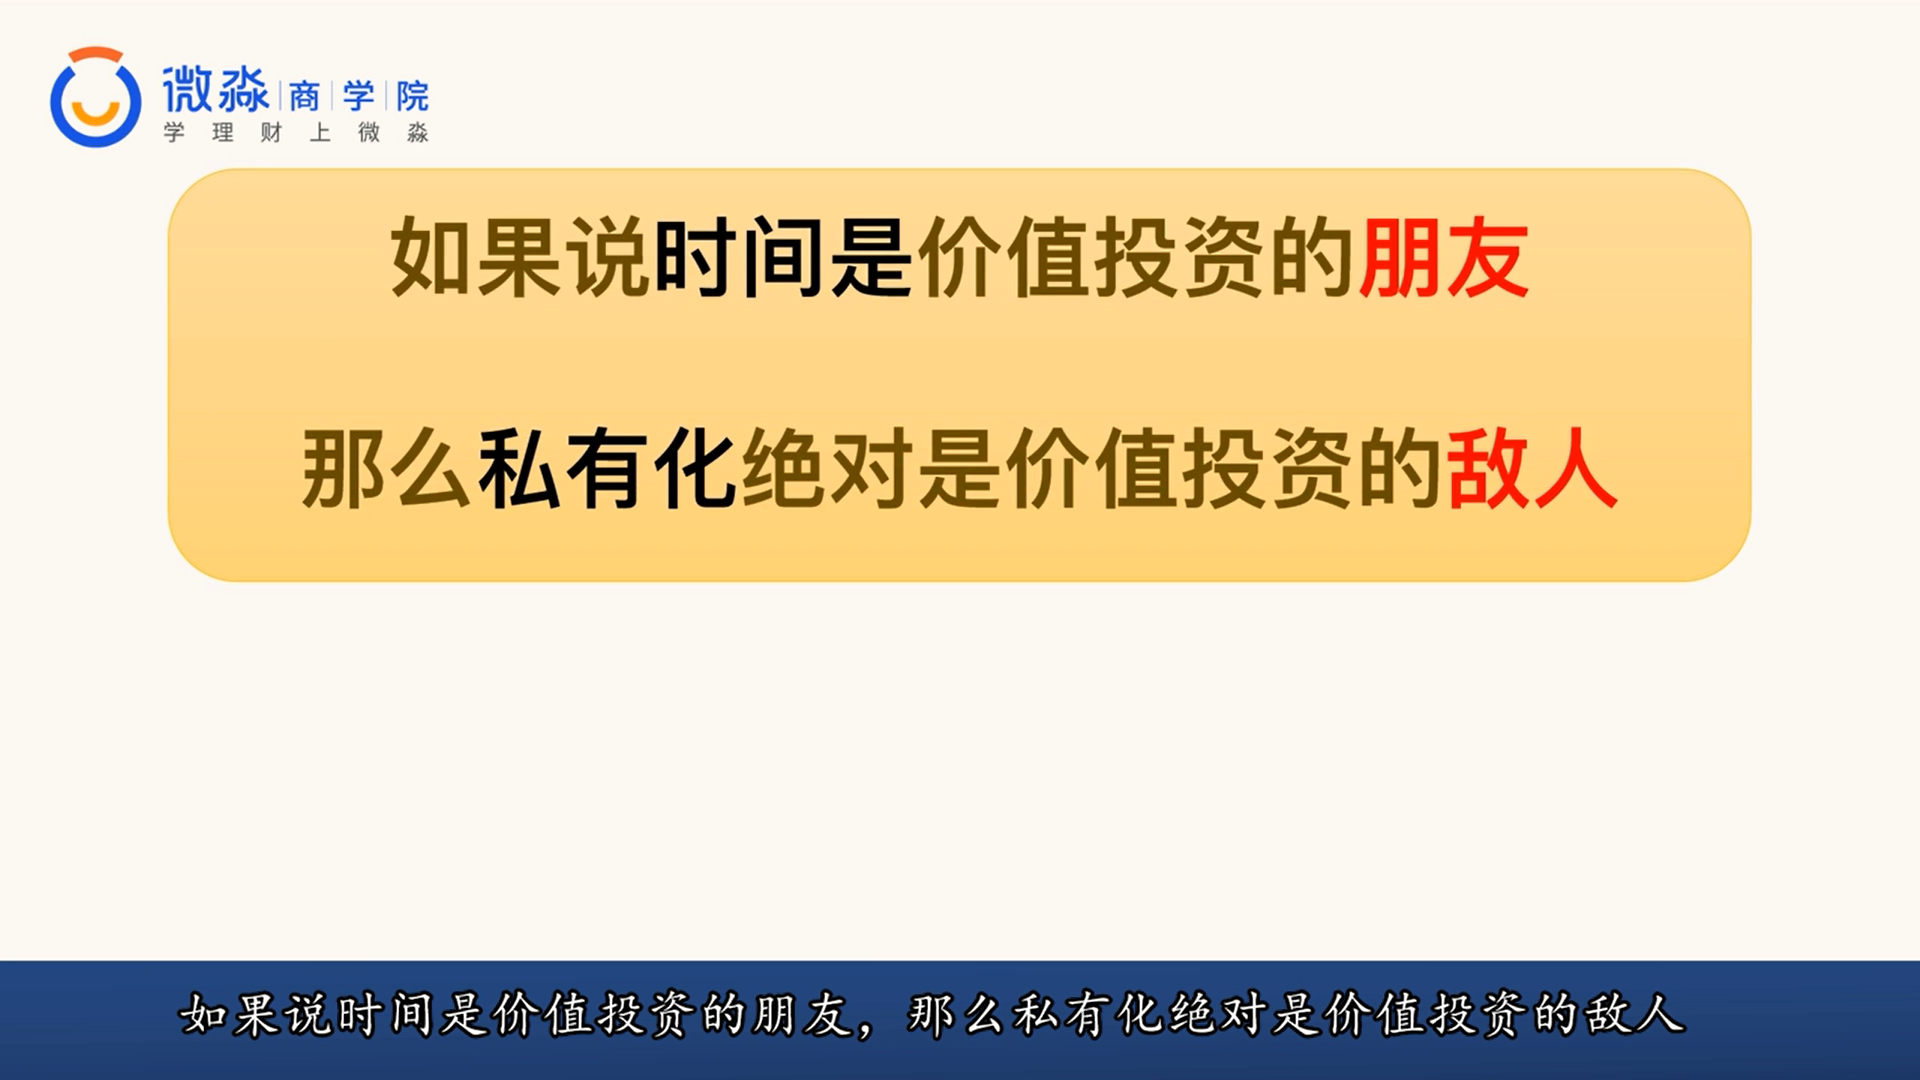 微淼|商|学|院
学理财上微淼
如果说时间是价值投资的朋友
那么私有化绝对是价值投资的敌人
如果说时间是价值投资的朋友，那么私有化绝对是价值投资的敌人